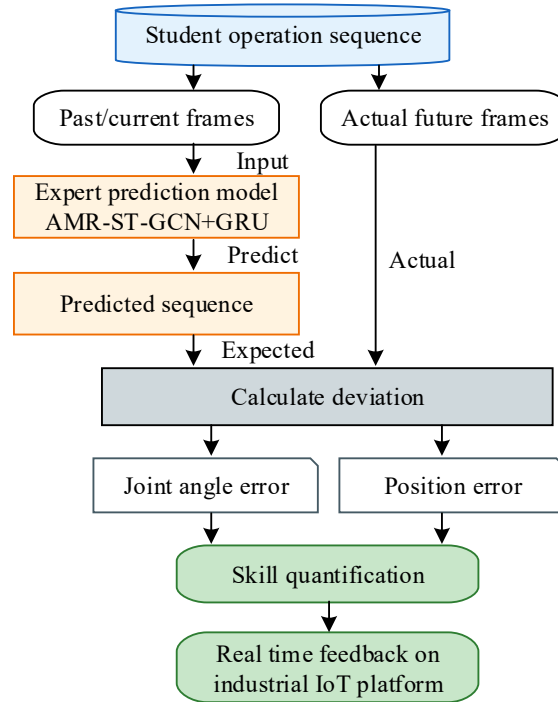 Student operation sequence
Past/current frames
Actual future frames
Input
Expert prediction model
AMR-ST-GCN+GRU
Predict
Actual
Predicted sequence
Expected
Calculate deviation
Joint angle error
Position error
Skill quantification
Real time feedback on
industrial IoT platform